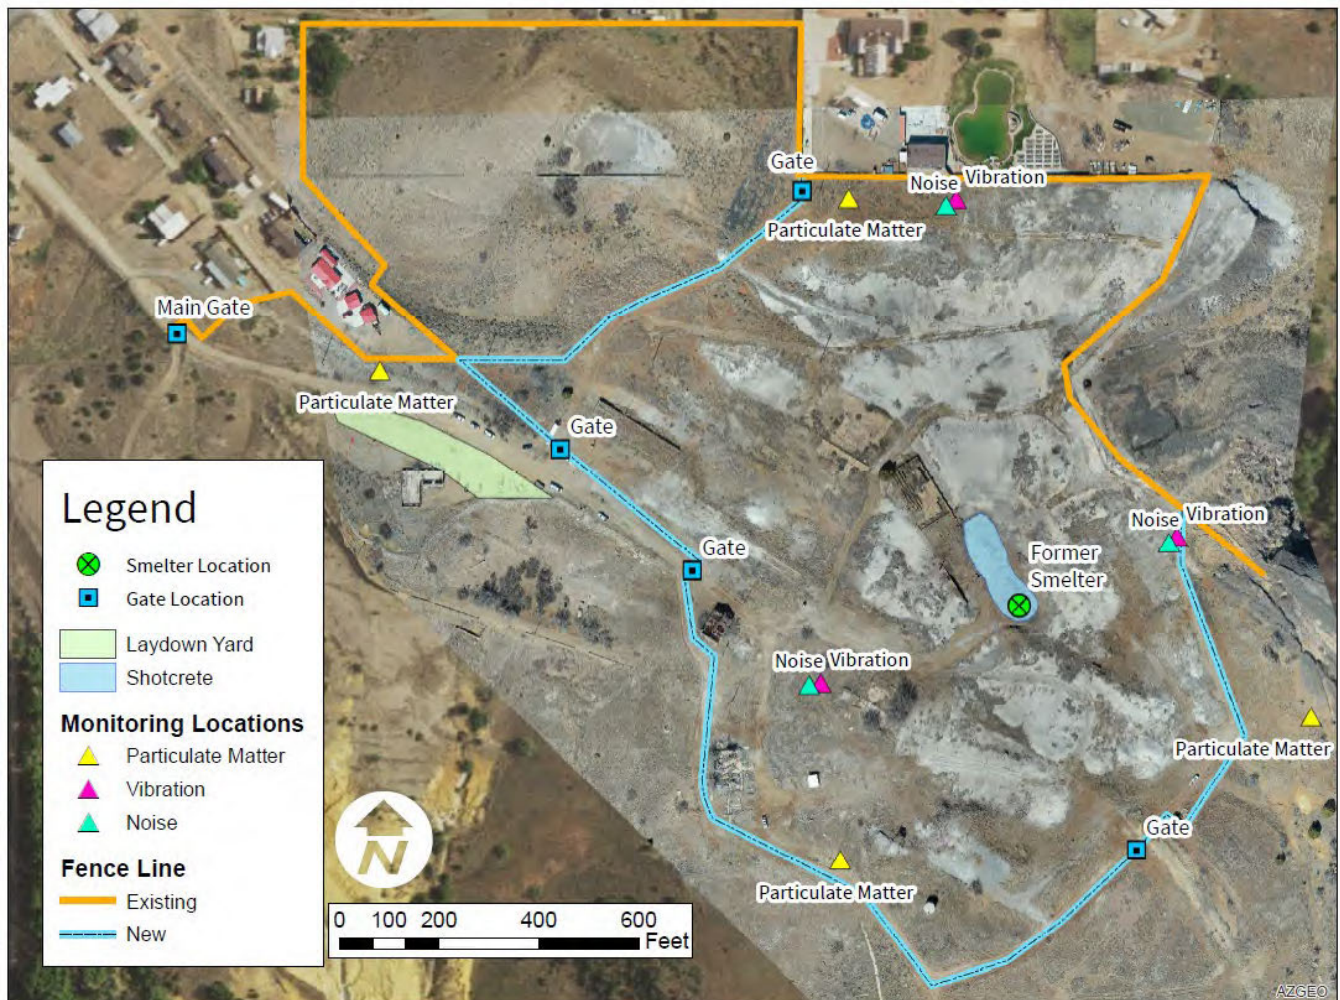 Gate
Noise Vibration
Particulate Matter
Main Gate
Particulate Matter
Gate
Gate
Noise Vibration
Former
Smelter
Noise Vibration
Particulate Matter
Gate
Particulate Matter
Legend
Smelter Location
Gate Location
Laydown Yard
Shotcrete
Monitoring Locations
Particulate Matter
Vibration
Noise
Fence Line
Existing
New
N
0 100 200 400 600
Feet
AZGEO